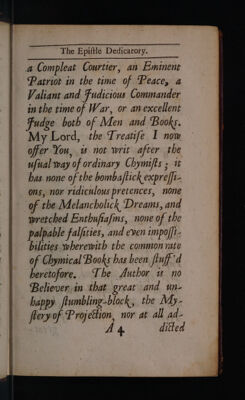 The Epistle Dedicatory.
a Compleat Courtier, an Eminent
Patriot in the time of Peace, a
Valiant and Judicious Commander
in the time of War, or an excellent
Judge both of Men and Books.
My Lord, the Treatise I now
offer You, is not writ after the
usual way of ordinary Chymists; it
has none of the bombastick expressi-
ons, nor ridiculous pretences, none
of the Melancholick Dreams, and
wretched Enthusiasms, none of the
palpable falsities, and even impossi-
bilities wherewith the common rate
of Chymical Books has been stuff'd
heretofore. The Author is no
Believer in that great and un-
happy stumbling-block, the My-
stery of Projection, nor at all ad-
A 4 dicted